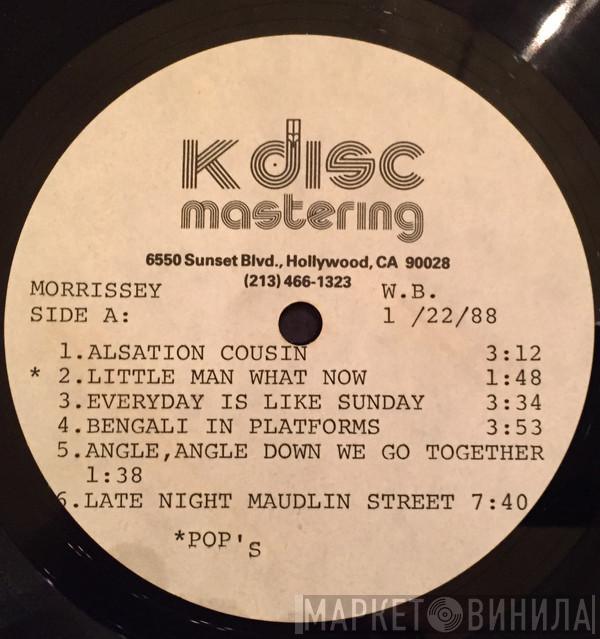 K disc
mastering
6550 Sunset Blvd., Hollywood, CA 90028
(213) 466-1323
MORRISSEY W.B.
SIDE A: 1 /22/88
1.ALSATION COUSIN 3:12
* 2.LITTLE MAN WHAT NOW 1:48
3.EVERYDAY IS LIKE SUNDAY 3:34
4.BENGALI IN PLATFORMS 3:53
5.ANGLE,ANGLE DOWN WE GO TOGETHER
1:38
6.LATE NIGHT MAUDLIN STREET 7:40
*POP's
МАРКЕТ ВИНИЛА